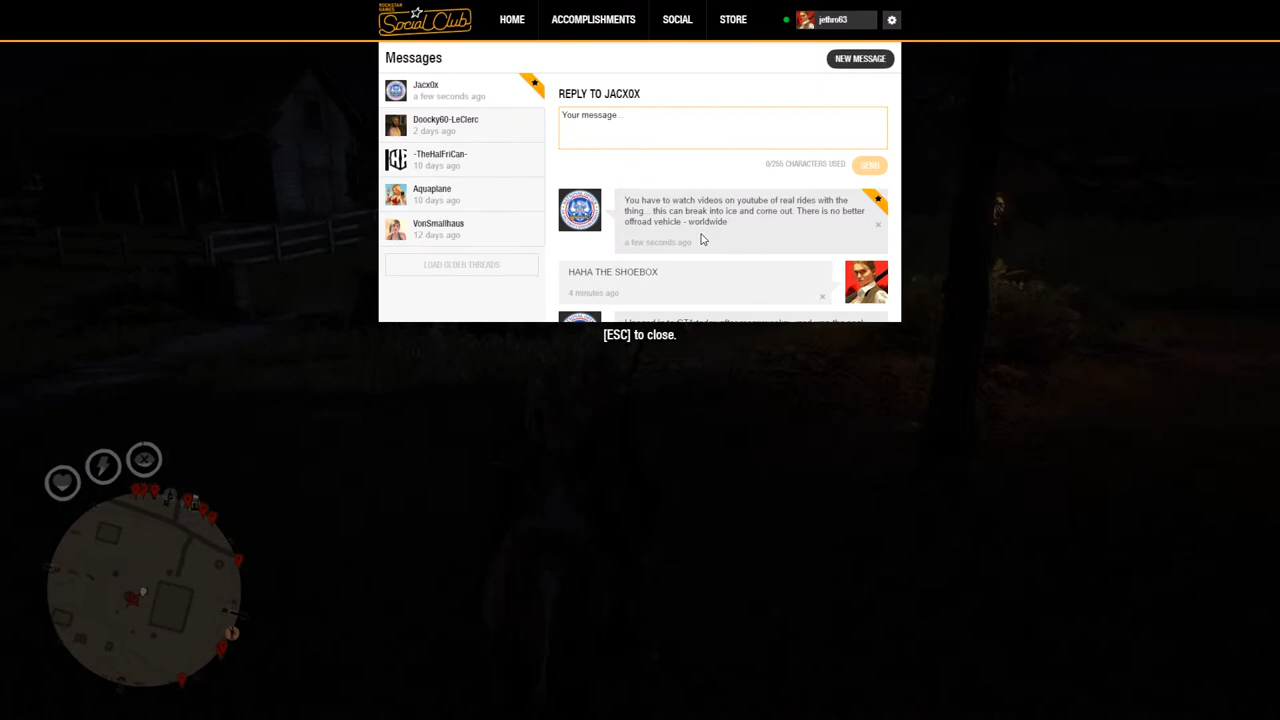 ROCKSTAR
GAMES
Social Club
HOME
ACCOMPLISHMENTS
SOCIAL
STORE
jethro63
Messages
NEW MESSAGE
Jacx0x
a few seconds ago
Doocky60-LeClerc
2 days ago
-TheHalFriCan-
10 days ago
Aquaplane
10 days ago
VonSmallhaus
12 days ago
LOAD OLDER THREADS
REPLY TO JACX0X
Your message...
0/255 CHARACTERS USED
SEND
You have to watch videos on youtube of real rides with the
thing... this can break into ice and come out. There is no better
offroad vehicle - worldwide
a few seconds ago
HAHA THE SHOEBOX
4 minutes ago
[ESC] to close.